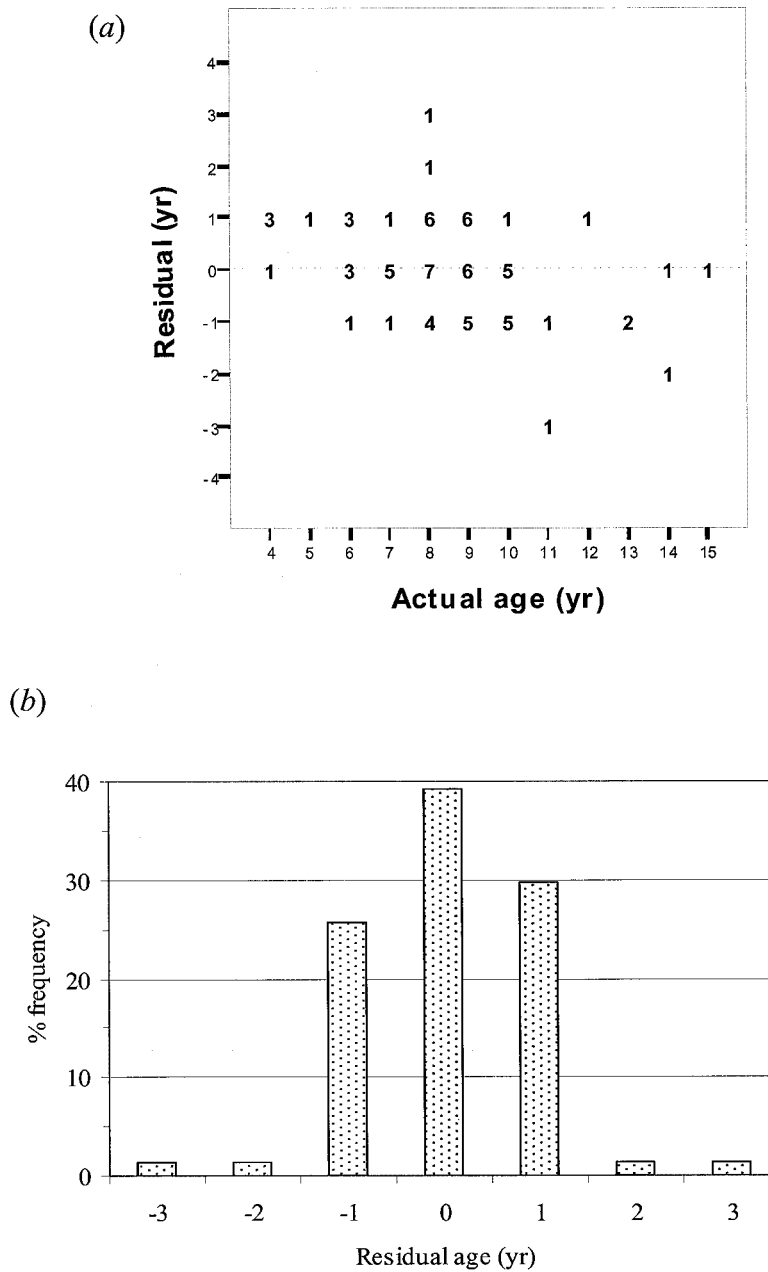 (a)
4
3 1
2 1
1 3 1 3 1 6 6 1 1
0 1 3 5 7 6 5 1 1
-1 1 1 4 5 5 1 2
-2 1
-3 1
-4
Residual (yr)
4 5 6 7 8 9 10 11 12 13 14 15
Actual age (yr)
(b)
40
30
20
10
0
% frequency
-3 -2 -1 0 1 2 3
Residual age (yr)